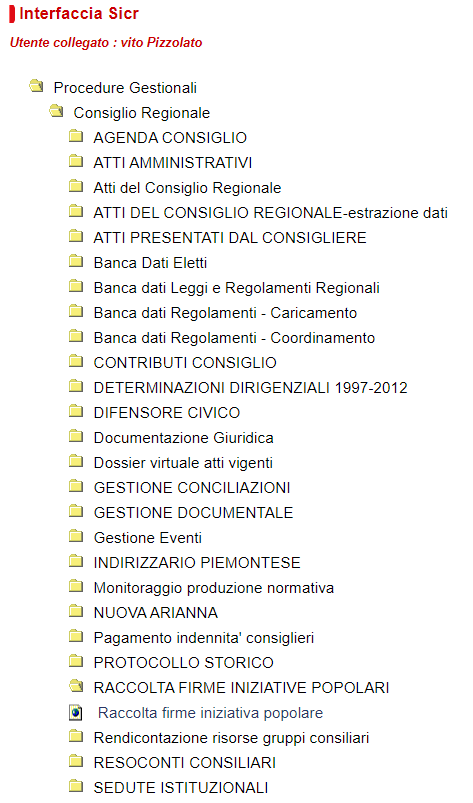 Interfaccia Sicr
Utente collegato : vito Pizzolato
Procedure Gestionali
Consiglio Regionale
AGENDA CONSIGLIO
ATTI AMMINISTRATIVI
Atti del Consiglio Regionale
ATTI DEL CONSIGLIO REGIONALE-estrazione dati
ATTI PRESENTATI DAL CONSIGLIERE
Banca Dati Eletti
Banca dati Leggi e Regolamenti Regionali
Banca dati Regolamenti - Caricamento
Banca dati Regolamenti - Coordinamento
CONTRIBUTI CONSIGLIO
DETERMINAZIONI DIRIGENZIALI 1997-2012
DIFENSORE CIVICO
Documentazione Giuridica
Dossier virtuale atti vigenti
GESTIONE CONCILIAZIONI
GESTIONE DOCUMENTALE
Gestione Eventi
INDIRIZZARIO PIEMONTESE
Monitoraggio produzione normativa
NUOVA ARIANNA
Pagamento indennita' consiglieri
PROTOCOLLO STORICO
RACCOLTA FIRME INIZIATIVE POPOLARI
Raccolta firme iniziativa popolare
Rendicontazione risorse gruppi consiliari
RESOCONTI CONSILIARI
SEDUTE ISTITUZIONALI